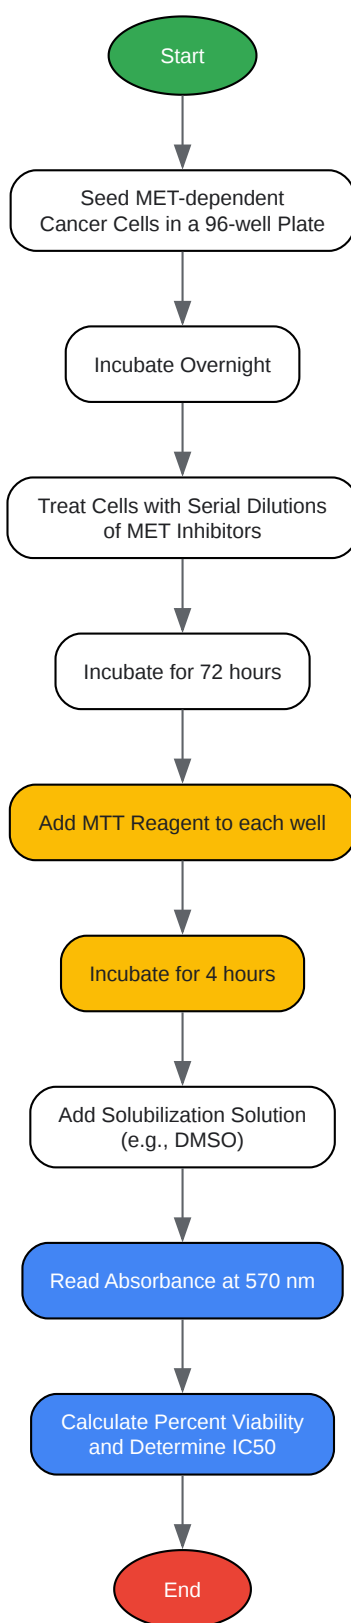 Start
Seed MET-dependent
Cancer Cells in a 96-well Plate
Incubate Overnight
Treat Cells with Serial Dilutions
of MET Inhibitors
Incubate for 72 hours
Add MTT Reagent to each well
Incubate for 4 hours
Add Solubilization Solution
(e.g., DMSO)
Read Absorbance at 570 nm
Calculate Percent Viability
and Determine IC50
End